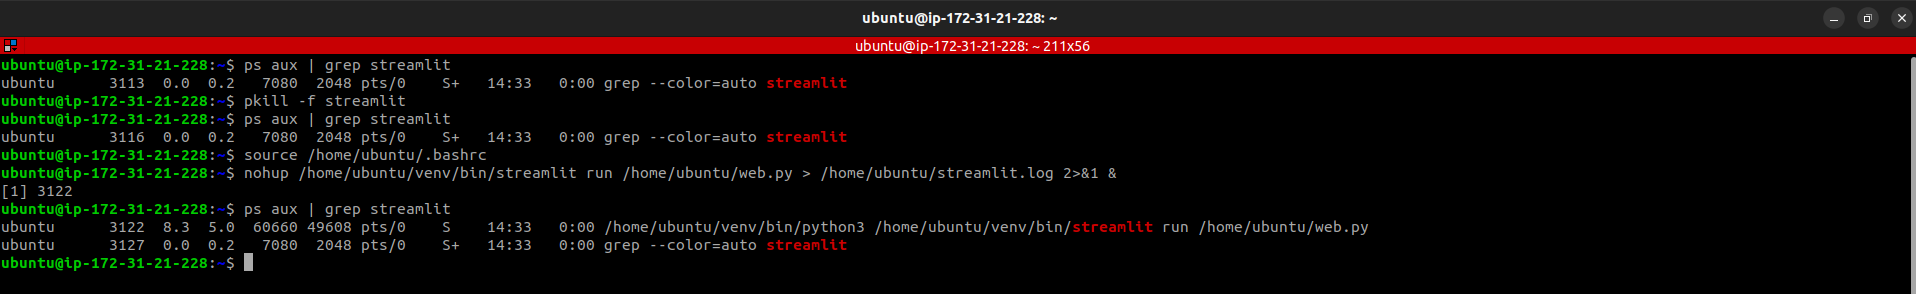 ubuntu@ip-172-31-21-228: ~
ubuntu@ip-172-31-21-228: ~ 211x56
ubuntu@ip-172-31-21-228:~$ ps aux | grep streamlit
ubuntu      3113  0.0  0.2   7080  2048 pts/0    S+   14:33   0:00 grep --color=auto streamlit
ubuntu@ip-172-31-21-228:~$ pkill -f streamlit
ubuntu@ip-172-31-21-228:~$ ps aux | grep streamlit
ubuntu      3116  0.0  0.2   7080  2048 pts/0    S+   14:33   0:00 grep --color=auto streamlit
ubuntu@ip-172-31-21-228:~$ source /home/ubuntu/.bashrc
ubuntu@ip-172-31-21-228:~$ nohup /home/ubuntu/venv/bin/streamlit run /home/ubuntu/web.py > /home/ubuntu/streamlit.log 2>&1 &
[1] 3122
ubuntu@ip-172-31-21-228:~$ ps aux | grep streamlit
ubuntu      3122  8.3  5.0  60660 49608 pts/0    S    14:33   0:00 /home/ubuntu/venv/bin/python3 /home/ubuntu/venv/bin/streamlit run /home/ubuntu/web.py
ubuntu      3127  0.0  0.2   7080  2048 pts/0    S+   14:33   0:00 grep --color=auto streamlit
ubuntu@ip-172-31-21-228:~$